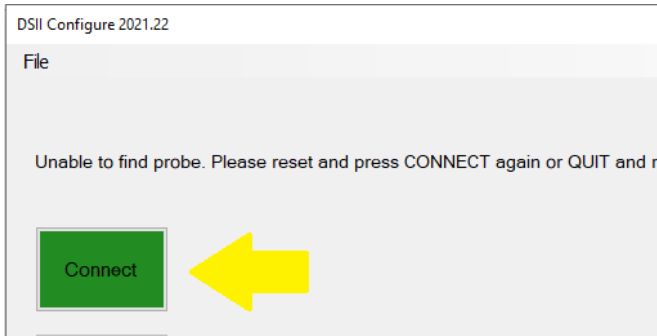 DSII Configure 2021.22
File
Unable to find probe. Please reset and press CONNECT again or QUIT and
Connect